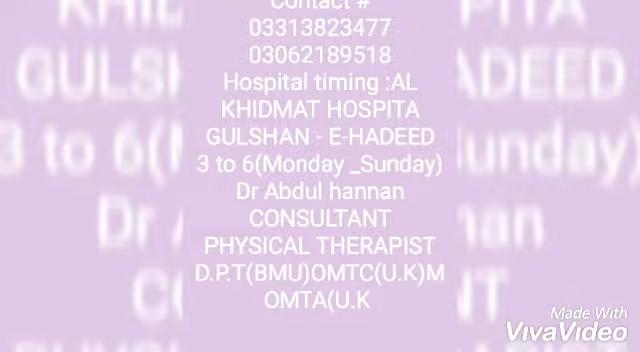 Contact #
03313823477
03062189518
Hospital timing :AL
KHIDMAT HOSPITA
GULSHAN - E-HADEED
3 to 6(Monday _Sunday)
Dr Abdul hannan
CONSULTANT
PHYSICAL THERAPIST
D.P.T(BMU)OMTC(U.K)M
OMTA(U.K
Made With
VivaVideo